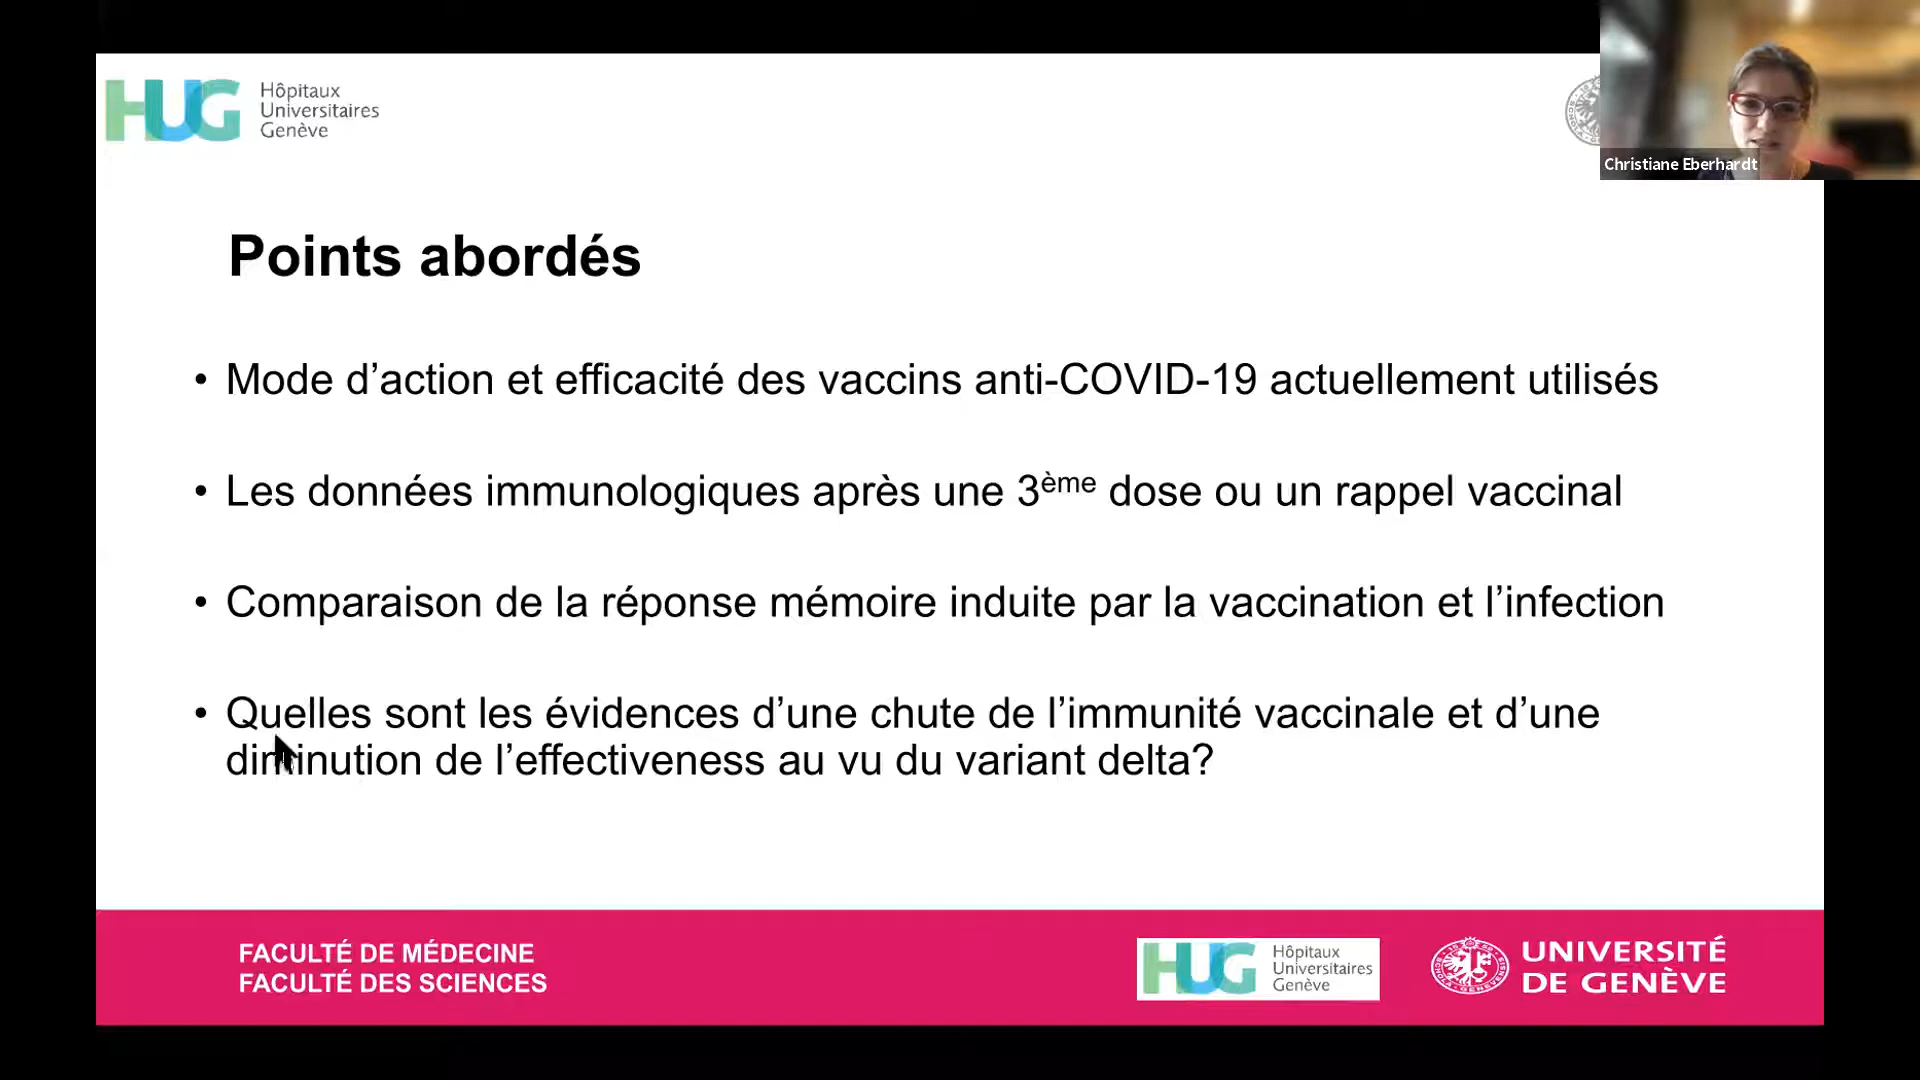 HUG Hôpitaux
Universitaires
Genève
Christiane Eberhardt
Points abordés
• Mode d’action et efficacité des vaccins anti-COVID-19 actuellement utilisés
• Les données immunologiques après une 3ème dose ou un rappel vaccinal
• Comparaison de la réponse mémoire induite par la vaccination et l’infection
• Quelles sont les évidences d’une chute de l’immunité vaccinale et d’une
diminution de l’effectiveness au vu du variant delta?
FACULTÉ DE MÉDECINE
FACULTÉ DES SCIENCES
HUG Hôpitaux
Universitaires
Genève
UNIVERSITÉ
DE GENÈVE